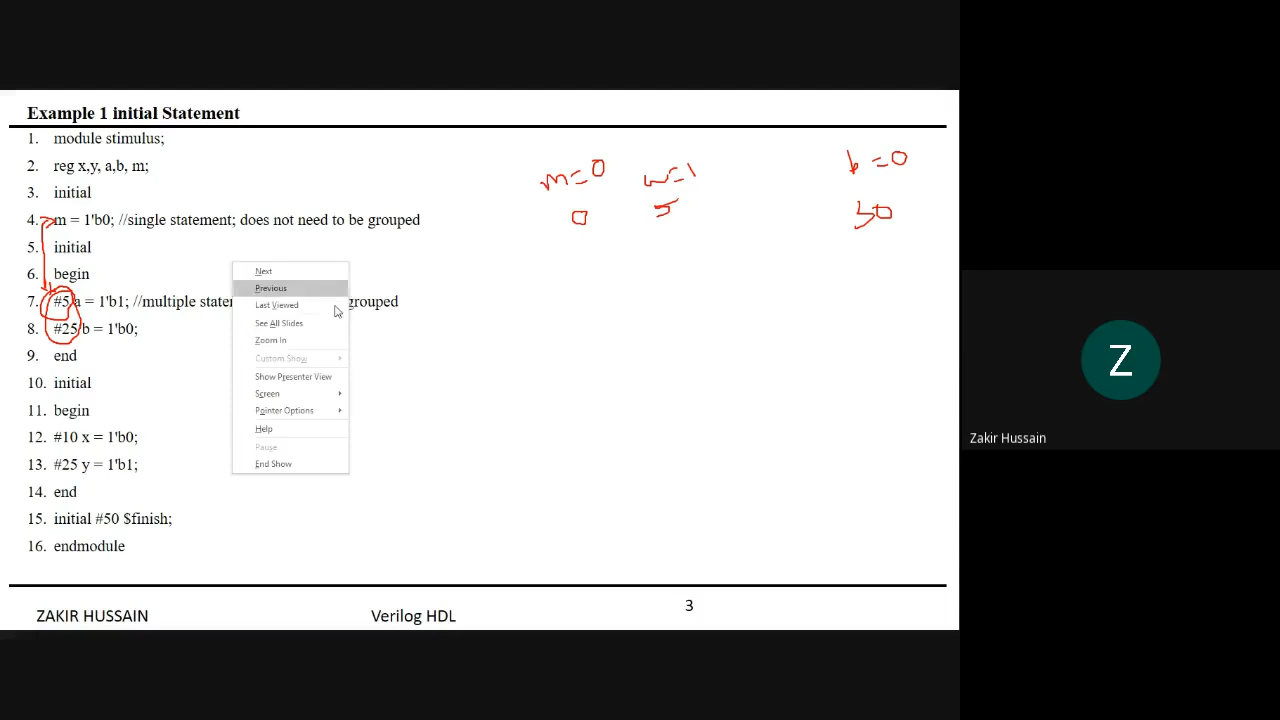 Example 1 initial Statement
1. module stimulus;
2. reg x,y, a,b, m;
3. initial
4. m = 1'b0; //single statement; does not need to be grouped
5. initial
6. begin
7. #5 a = 1'b1; //multiple state grouped
8. #25 b = 1'b0;
9. end
10. initial
11. begin
12. #10 x = 1'b0;
13. #25 y = 1'b1;
14. end
15. initial #50 $finish;
16. endmodule
m=0
b=0
0
5
30
Next
Previous
Last Viewed
See All Slides
Zoom In
Custom Show
Show Presenter View
Screen
Pointer Options
Help
Pause
End Show
ZAKIR HUSSAIN
Verilog HDL
3
Z
Zakir Hussain